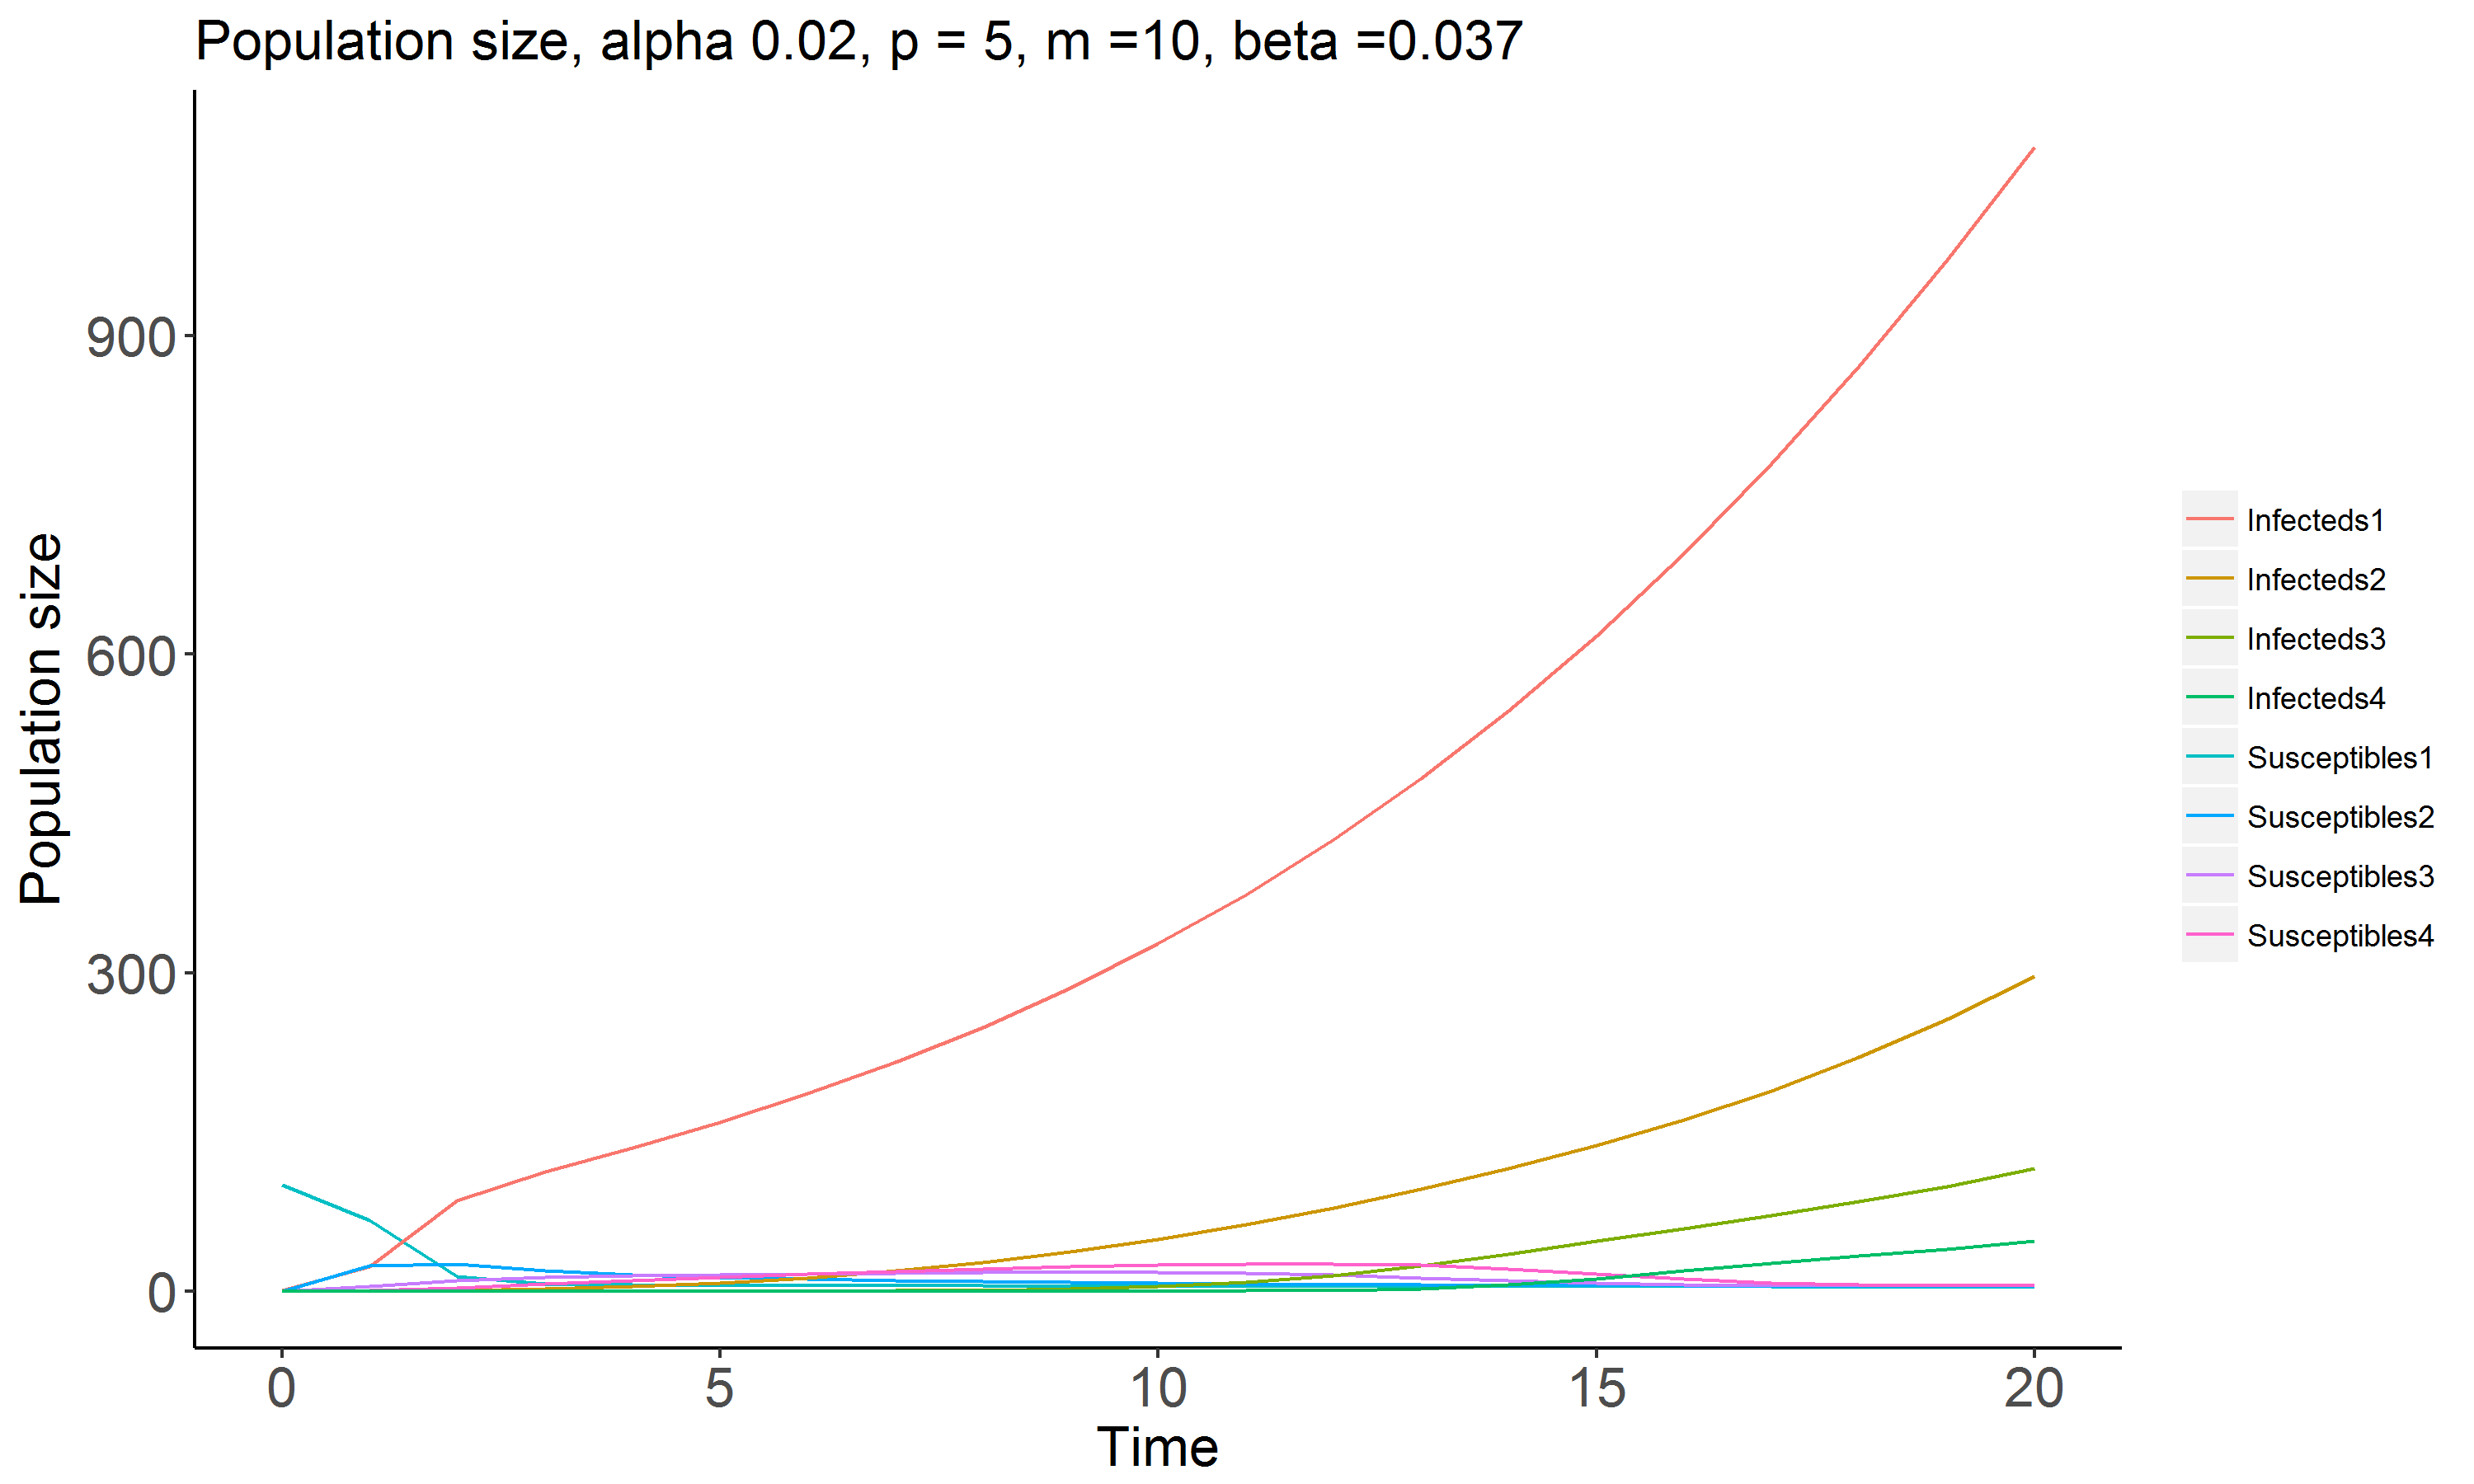 Population size, alpha 0.02, p = 5, m =10, beta =0.037
Population size
900
600
300
0
0 5 10 15 20
Time
Infecteds1
Infecteds2
Infecteds3
Infecteds4
Susceptibles1
Susceptibles2
Susceptibles3
Susceptibles4